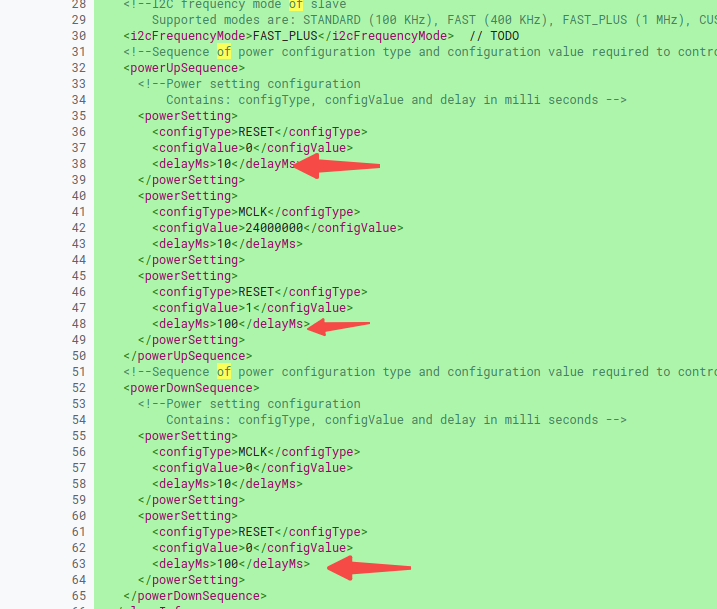 28 <!--I2C frequency mode of slave
29 Supported modes are: STANDARD (100 KHz), FAST (400 KHz), FAST_PLUS (1 MHz), CUS
30 <i2cFrequencyMode>FAST_PLUS</i2cFrequencyMode> // TODO
31 <!--Sequence of power configuration type and configuration value required to contro
32 <powerUpSequence>
33 <!--Power setting configuration
34 Contains: configType, configValue and delay in milli seconds -->
35 <powerSetting>
36 <configType>RESET</configType>
37 <configValue>0</configValue>
38 <delayMs>10</delayMs>
39 </powerSetting>
40 <powerSetting>
41 <configType>MCLK</configType>
42 <configValue>24000000</configValue>
43 <delayMs>10</delayMs>
44 </powerSetting>
45 <powerSetting>
46 <configType>RESET</configType>
47 <configValue>1</configValue>
48 <delayMs>100</delayMs>
49 </powerSetting>
50 </powerUpSequence>
51 <!--Sequence of power configuration type and configuration value required to contro
52 <powerDownSequence>
53 <!--Power setting configuration
54 Contains: configType, configValue and delay in milli seconds -->
55 <powerSetting>
56 <configType>MCLK</configType>
57 <configValue>0</configValue>
58 <delayMs>10</delayMs>
59 </powerSetting>
60 <powerSetting>
61 <configType>RESET</configType>
62 <configValue>0</configValue>
63 <delayMs>100</delayMs>
64 </powerSetting>
65 </powerDownSequence>